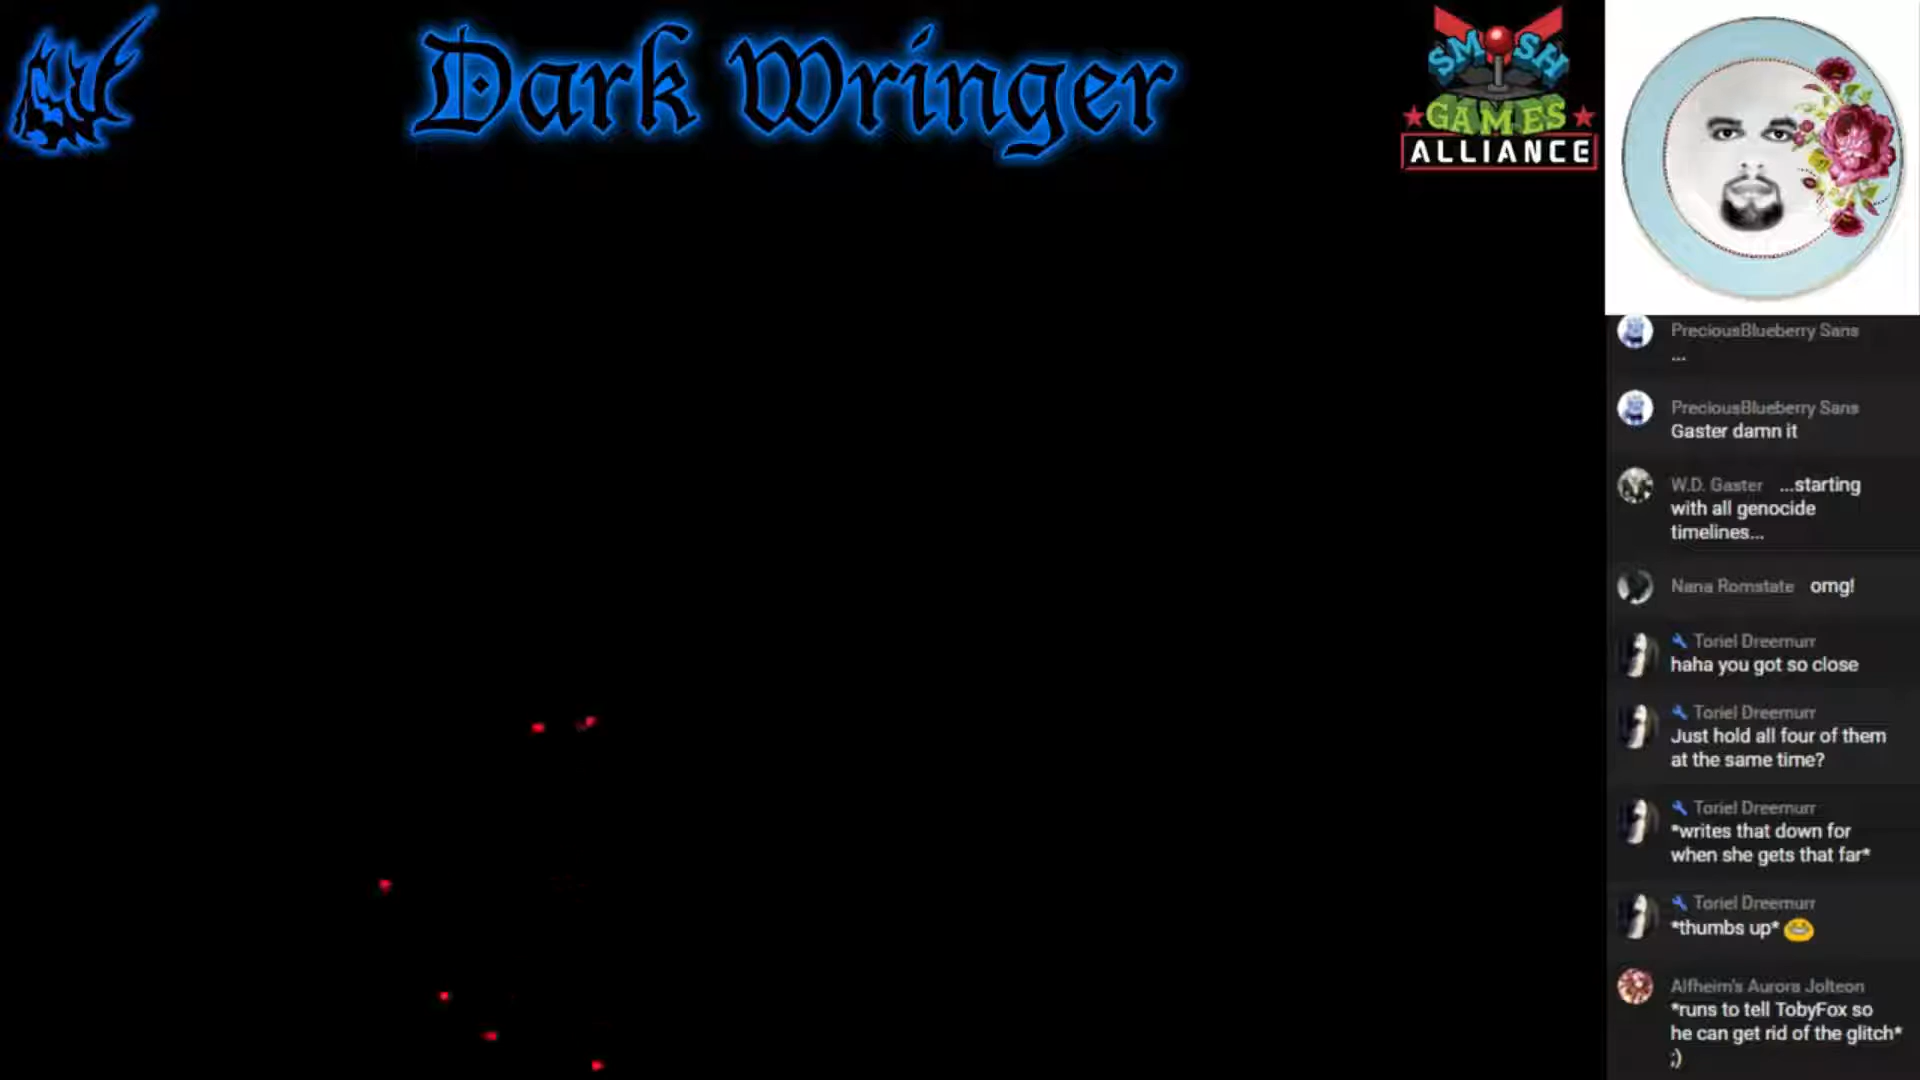 Dark Wringer
SMOSH
GAMES
ALLIANCE
PreciousBlueberry Sans
...
PreciousBlueberry Sans
Gaster damn it
W.D. Gaster ...starting
with all genocide
timelines...
Nana Romstate omg!
Toriel Dreemurr
haha you got so close
Toriel Dreemurr
Just hold all four of them
at the same time?
Toriel Dreemurr
*writes that down for
when she gets that far*
Toriel Dreemurr
*thumbs up*
Alfheim's Aurora Jolteon
*runs to tell TobyFox so
he can get rid of the glitch*
;)